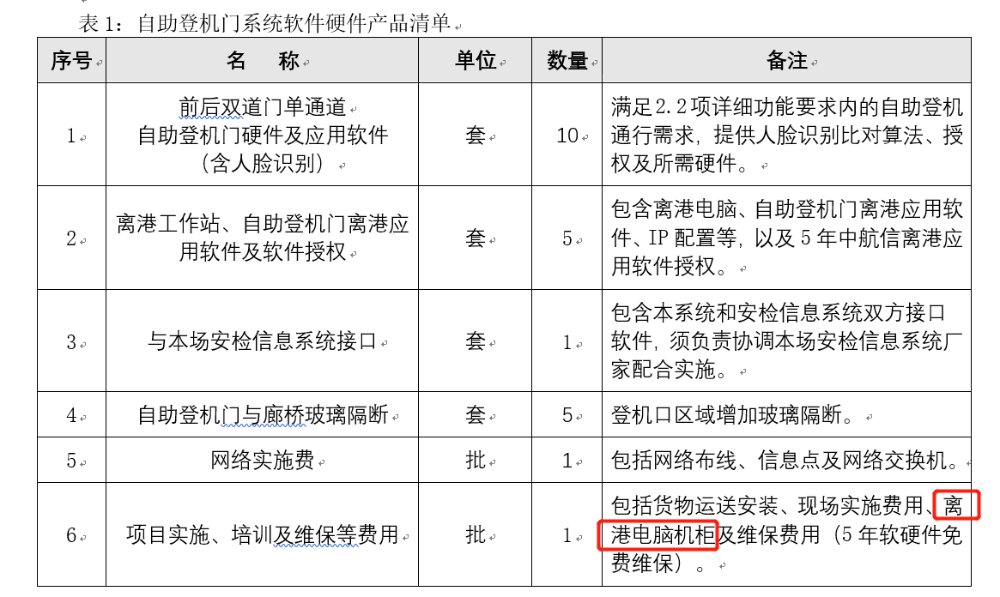 表 1：自助登机门系统软件硬件产品清单
序号 名 称 单位 数量 备注
1
前后双道门单通道
自助登机门硬件及应用软件
（含人脸识别）
套
10
满足2.2项详细功能要求内的自助登机
通行需求，提供人脸识别比对算法、授
权及所需硬件。
2
离港工作站、自助登机门离港应
用软件及软件授权
套
5
包含离港电脑、自助登机门离港应用软
件、IP 配置等，以及 5 年中航信离港应
用软件授权。
3
与本场安检信息系统接口
套
1
包含本系统和安检信息系统双方接口
软件，须负责协调本场安检信息系统厂
家配合实施。
4
自助登机门与廊桥玻璃隔断
套
5
登机口区域增加玻璃隔断。
5
网络实施费
批
1
包括网络布线、信息点及网络交换机。
6
项目实施、培训及维保等费用
批
1
包括货物运送安装、现场实施费用、离
港电脑机柜及维保费用（5 年软硬件免
费维保）。